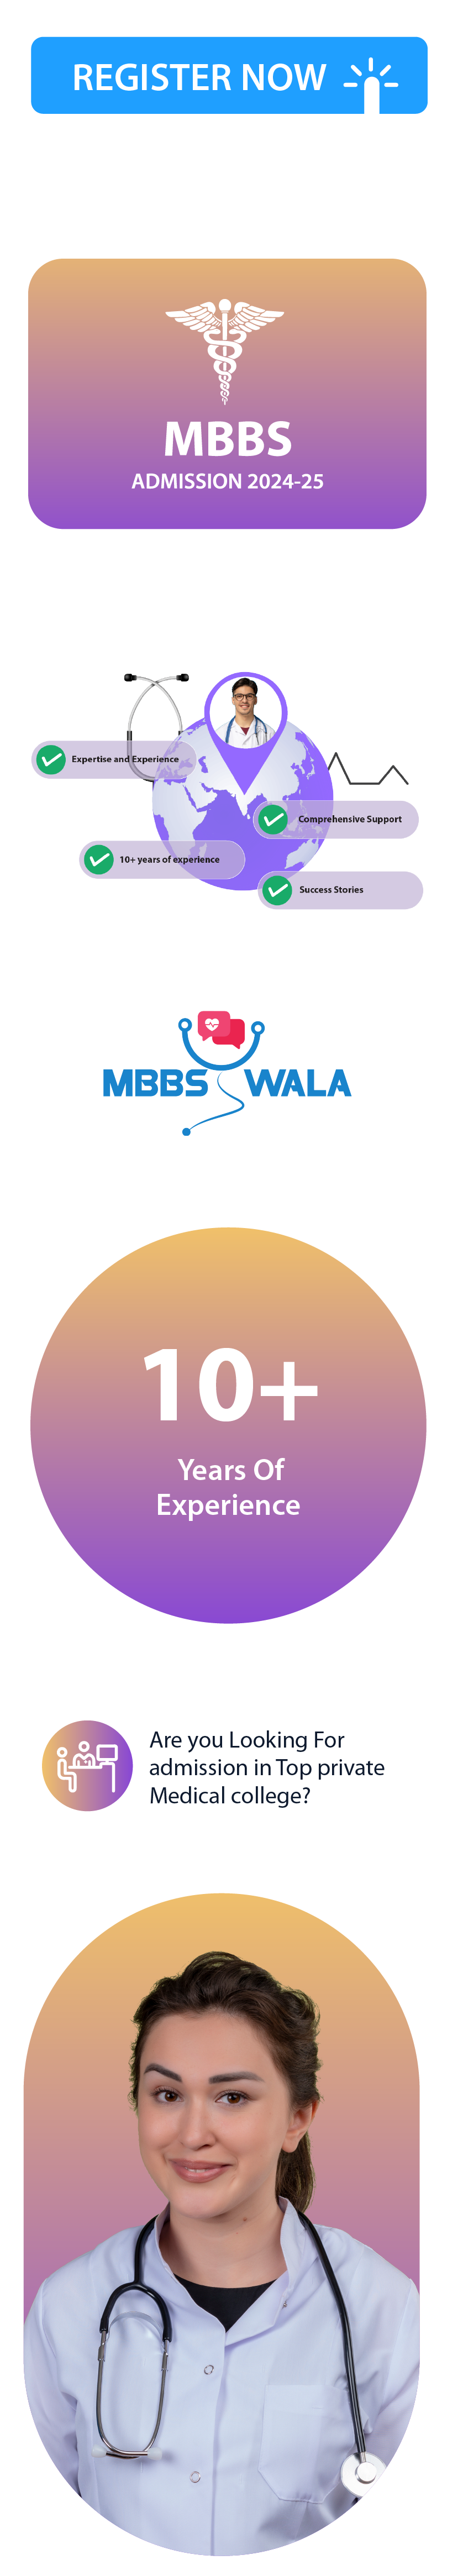 REGISTER NOW
MBBS
ADMISSION 2024-25
Expertise and Experience
Comprehensive Support
10+ years of experience
Success Stories
MBBS WALA
10+
Years Of
Experience
Are you Looking For
admission in Top private
Medical college?